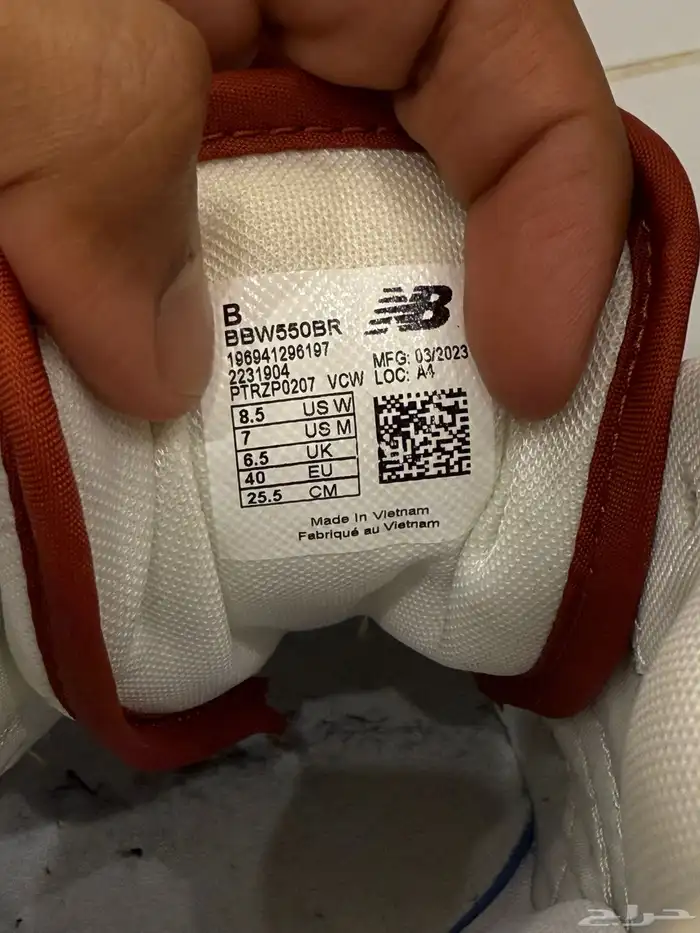 B
BBW550BR
196941296197
2231904
PTRZP0207 VCW
NB
MFG: 03/2023
LOC: A4
8.5 US W
7 US M
6.5 UK
40 EU
25.5 CM
Made In Vietnam
Fabriqué au Vietnam
حراج